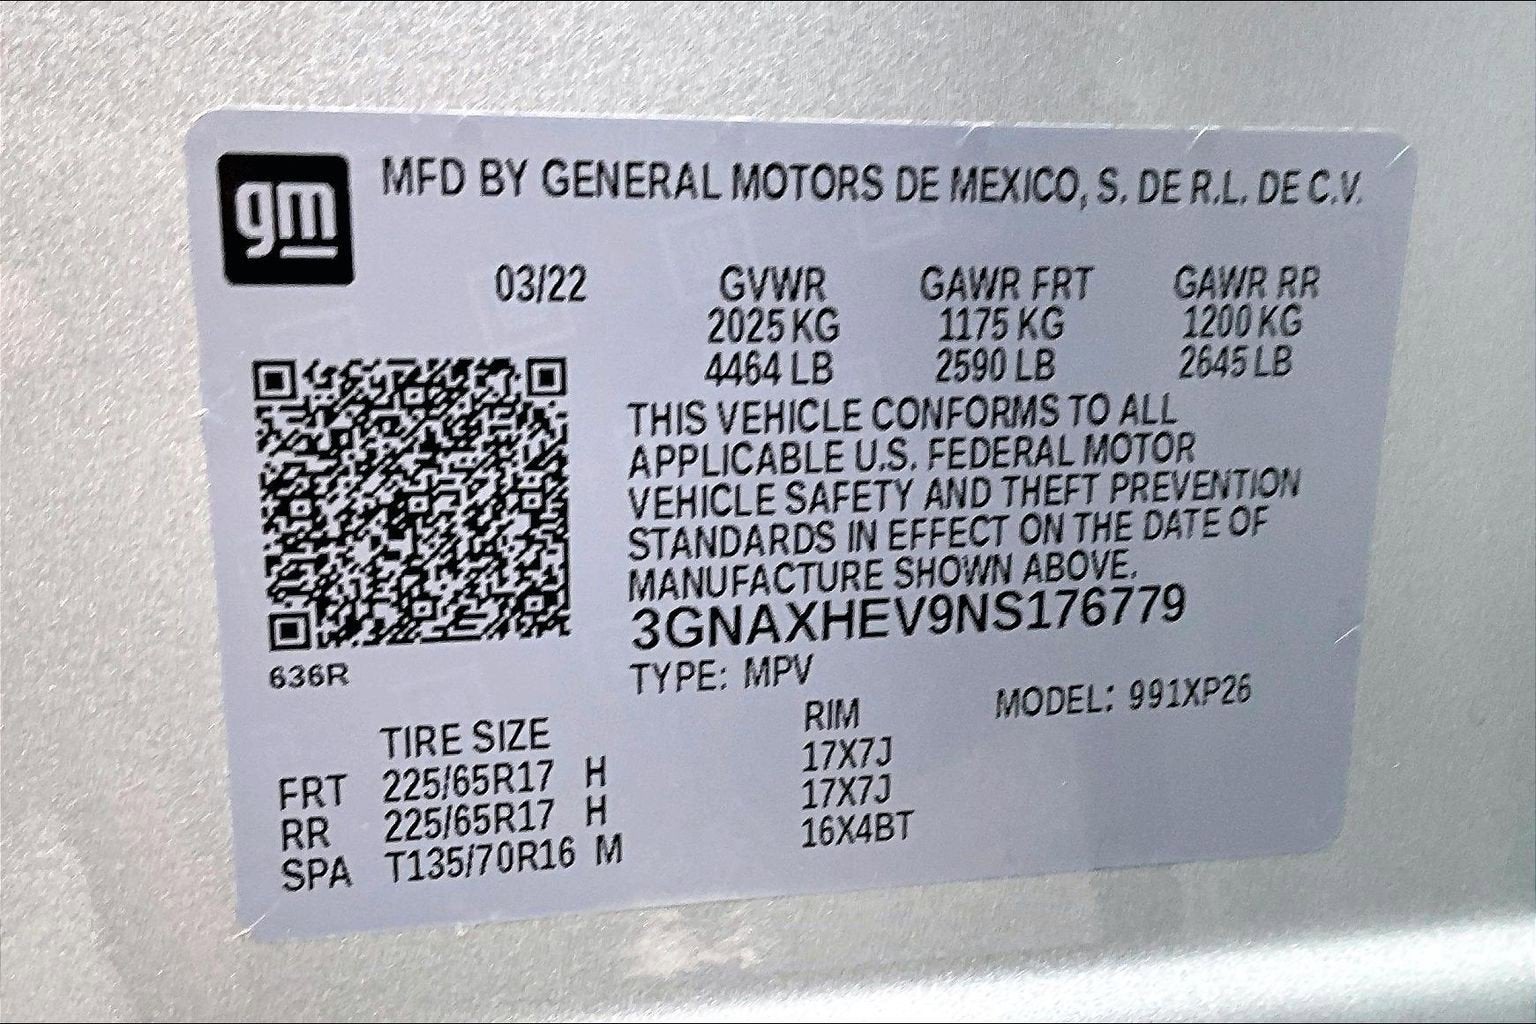 gm
MFD BY GENERAL MOTORS DE MEXICO, S. DE R.L. DE C.V.
03/22 GVWR GAWR FRT GAWR RR
2025 KG 1175 KG 1200 KG
4464 LB 2590 LB 2645 LB
THIS VEHICLE CONFORMS TO ALL
APPLICABLE U.S. FEDERAL MOTOR
VEHICLE SAFETY AND THEFT PREVENTION
STANDARDS IN EFFECT ON THE DATE OF
MANUFACTURE SHOWN ABOVE.
3GNAXHEV9NS176779
636R
TYPE: MPV MODEL: 991XP26
TIRE SIZE RIM
FRT 225/65R17 H 17X7J
RR 225/65R17 H 17X7J
SPA T135/70R16 M 16X4BT